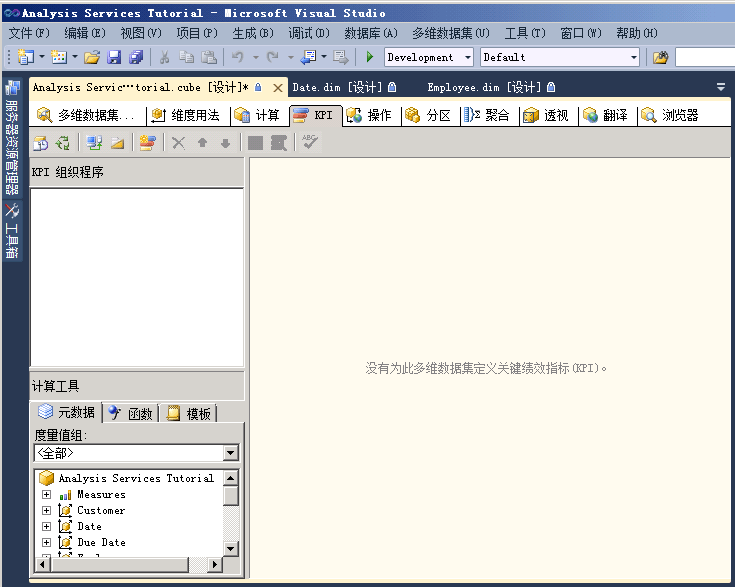 Analysis Services Tutorial - Microsoft Visual Studio
文件(F) 编辑(E) 视图(V) 项目(P) 生成(B) 调试(D) 数据库(A) 多维数据集(U) 工具(T) 窗口(W) 帮助(H)
Development Default
Analysis Servic…torial.cube [设计]* Date.dim [设计] Employee.dim [设计]
多维数据集... 维度用法 计算 KPI 操作 分区 聚合 透视 翻译 浏览器
服务器资源管理器
工具箱
ABC
KPI 组织程序
没有为此多维数据集定义关键绩效指标(KPI)。
计算工具
元数据 函数 模板
度量值组:
<全部>
Analysis Services Tutorial
Measures
Customer
Date
Due Date